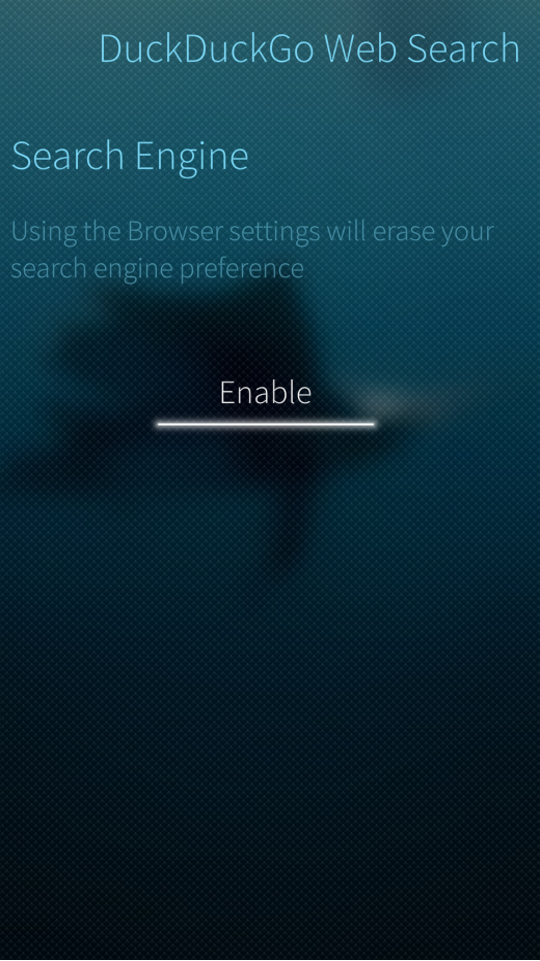 DuckDuckGo Web Search
Search Engine
Using the Browser settings will erase your
search engine preference
Enable